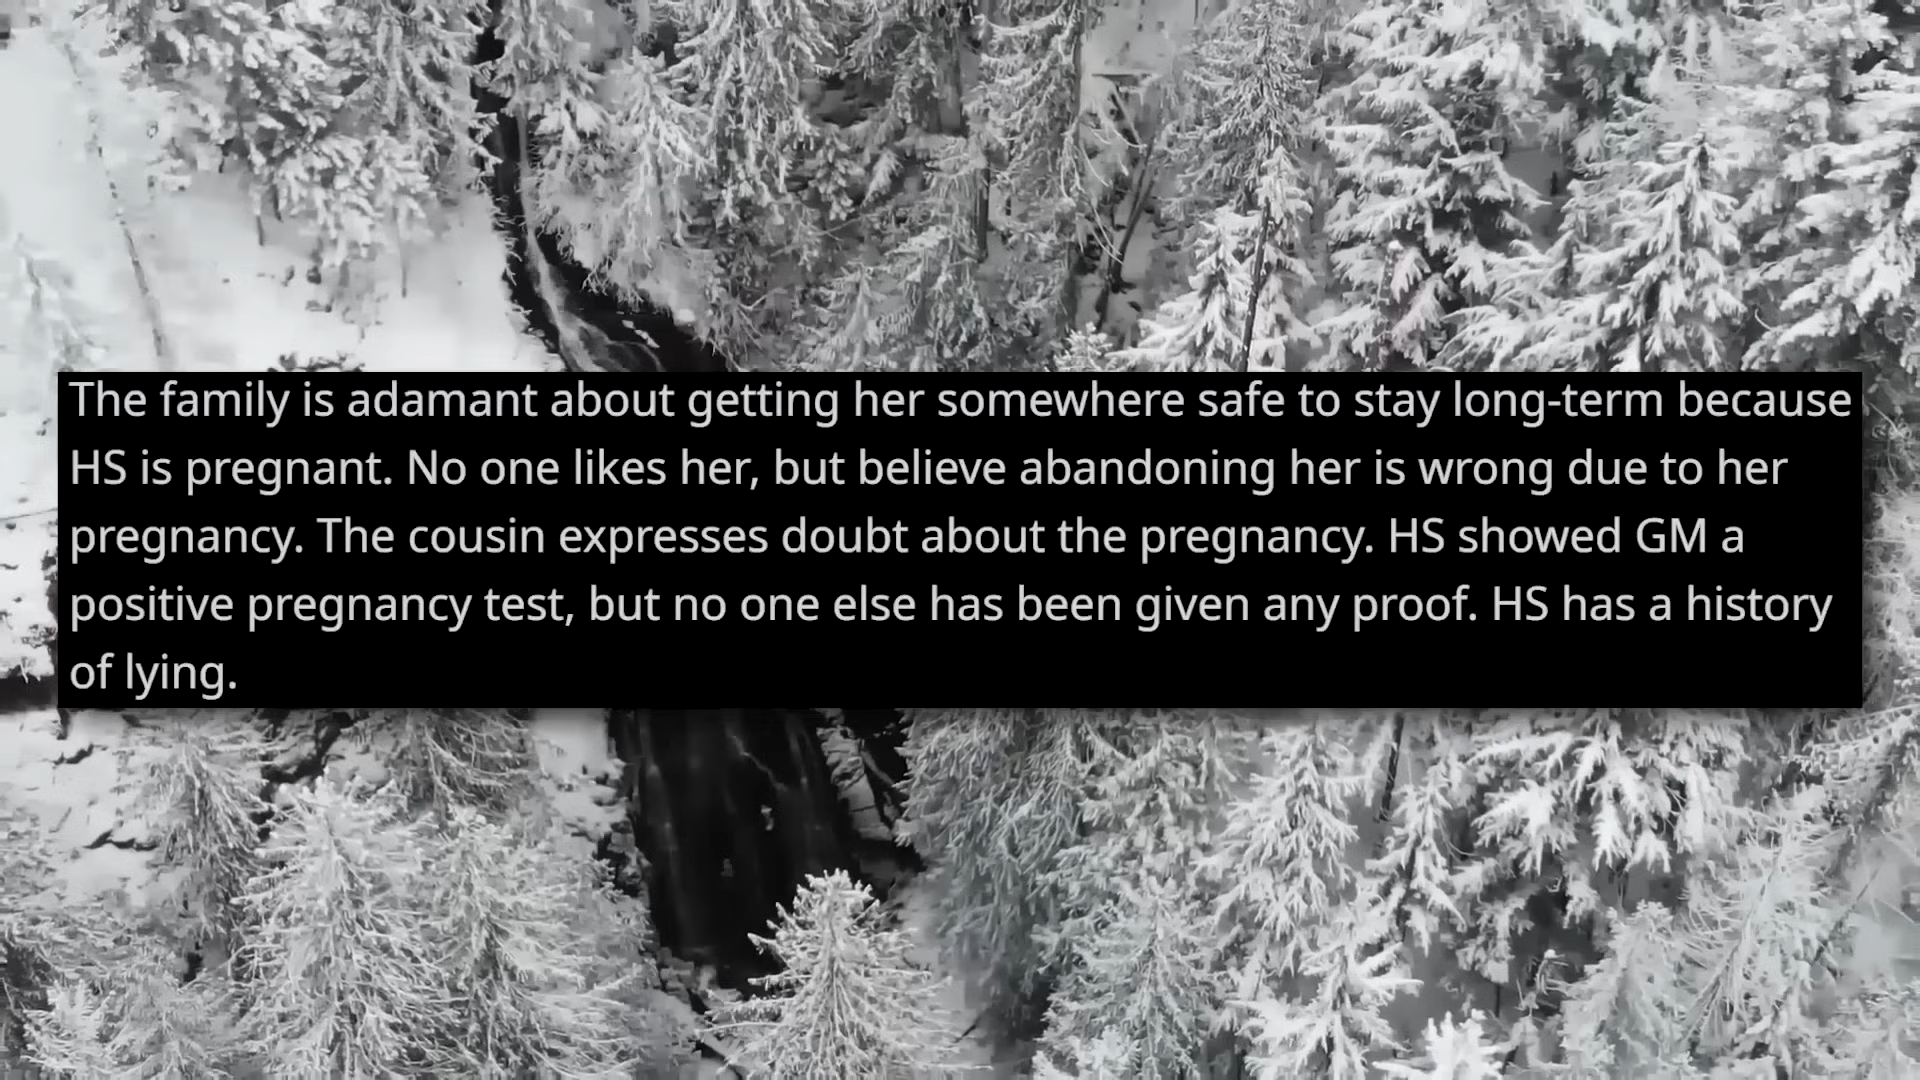 The family is adamant about getting her somewhere safe to stay long-term because
HS is pregnant. No one likes her, but believe abandoning her is wrong due to her
pregnancy. The cousin expresses doubt about the pregnancy. HS showed GM a
positive pregnancy test, but no one else has been given any proof. HS has a history
of lying.